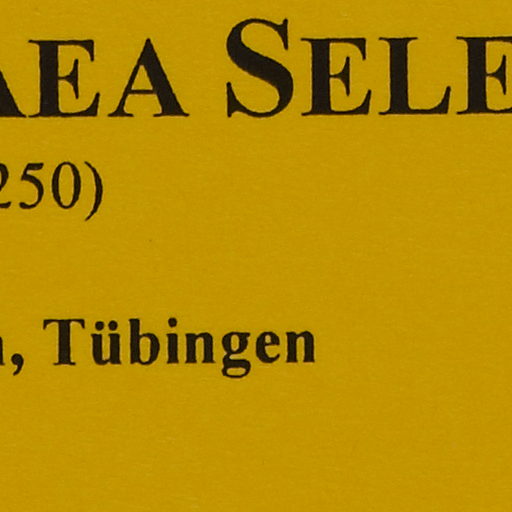 AEA SELE
250)
, Tübingen